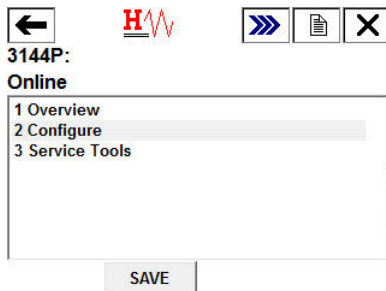 H
3144P:
Online
1 Overview
2 Configure
3 Service Tools
SAVE